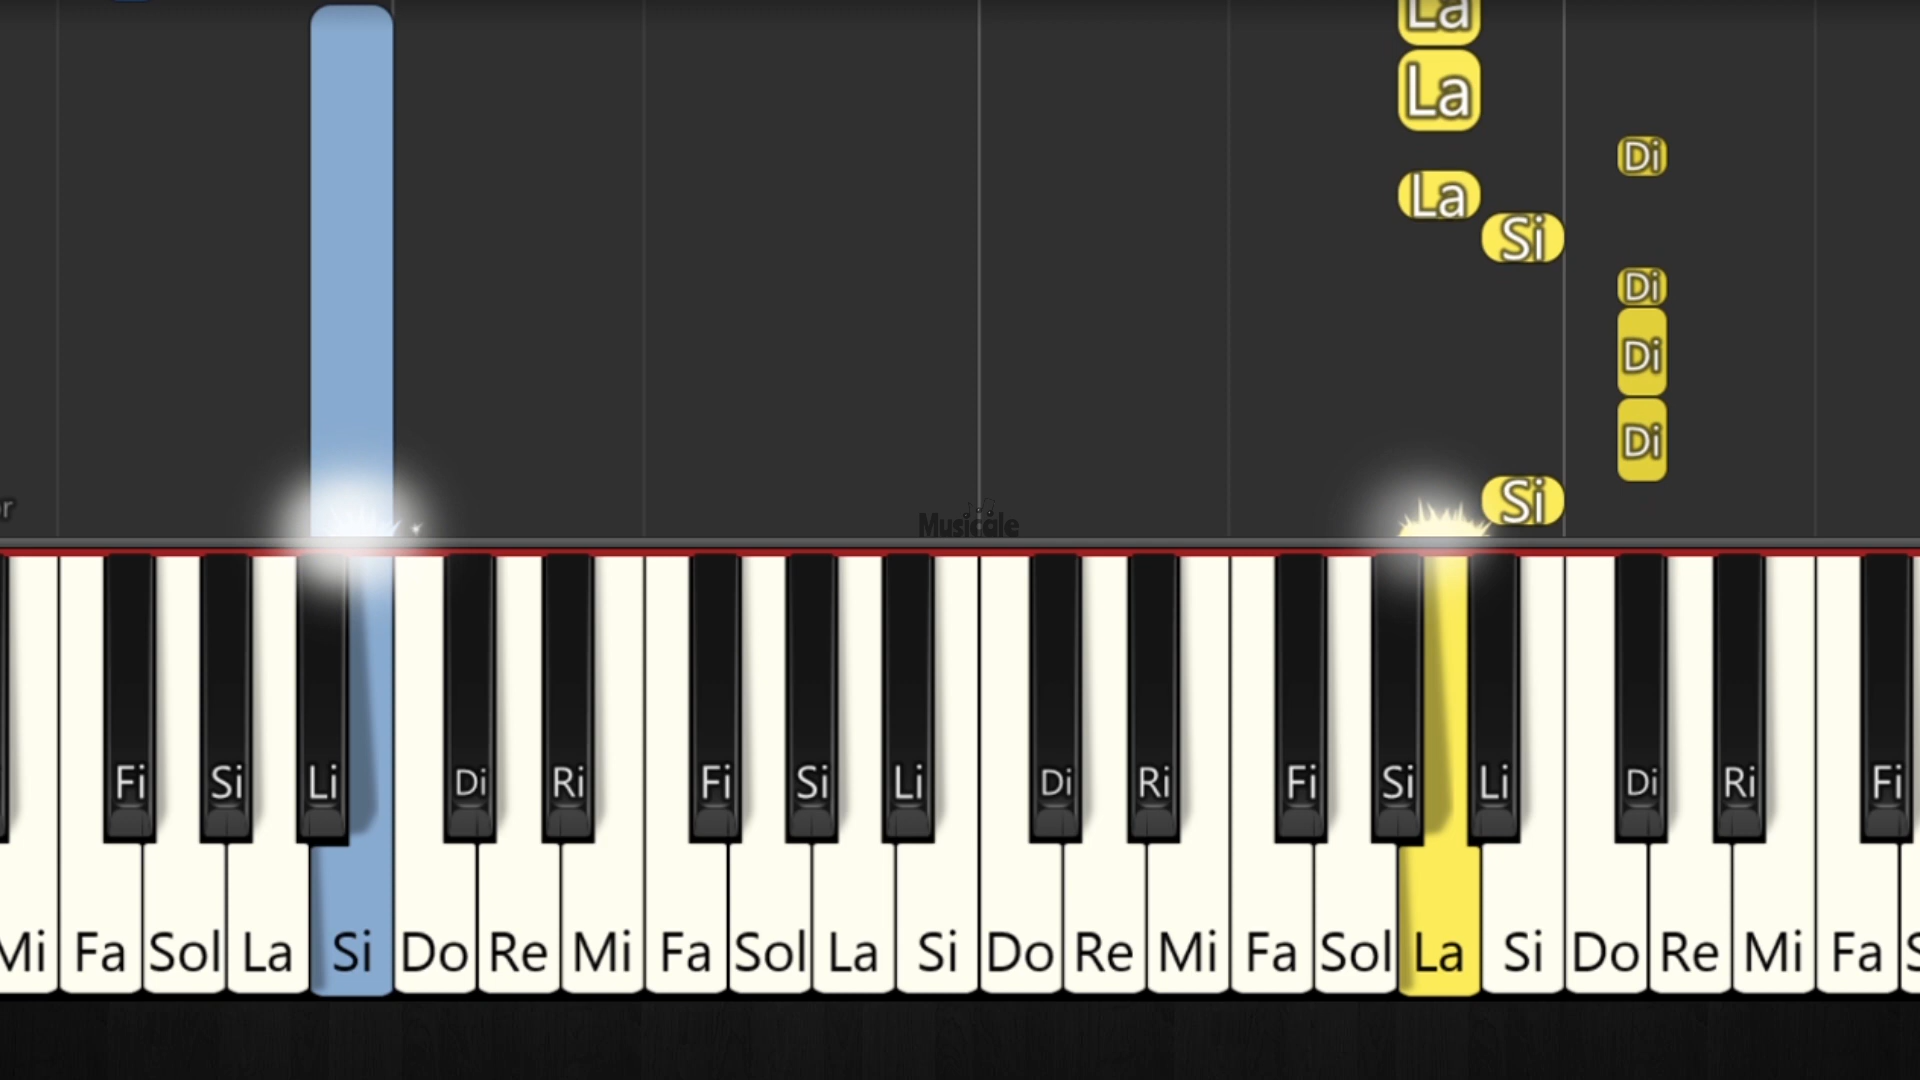 La
La
Di
La
Si
Di
Di
Di
Si
r
Musicale
Fi Si Li Di Ri Fi Si Li Di Ri Fi Si Li Di Ri Fi
Mi Fa Sol La Si Do Re Mi Fa Sol La Si Do Re Mi Fa Sol La Si Do Re Mi Fa S